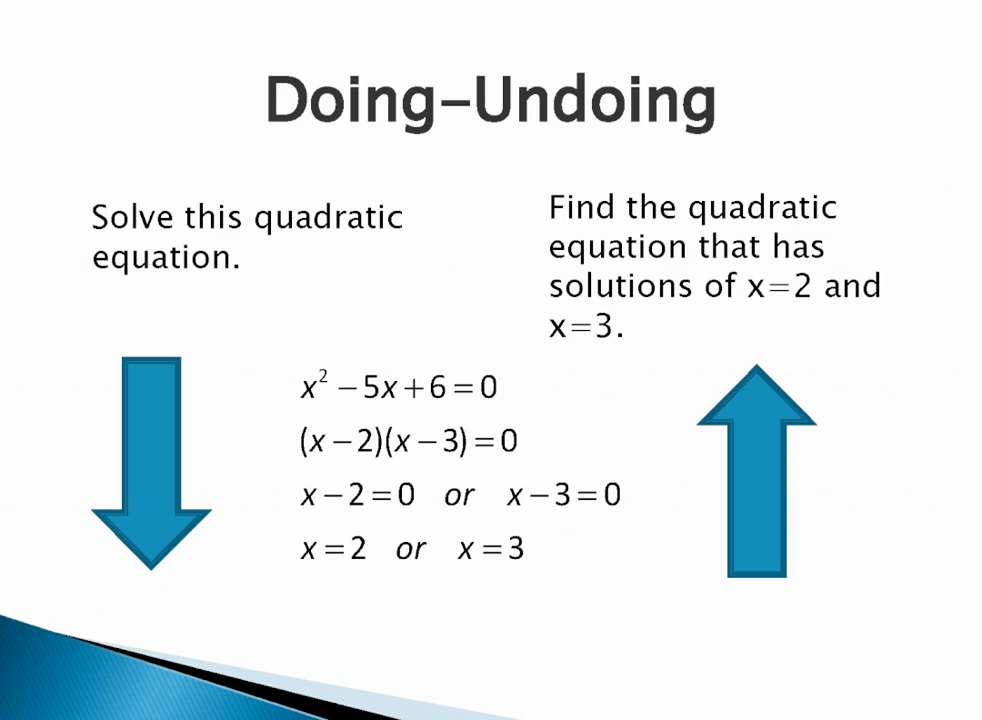 Doing-Undoing
Solve this quadratic
equation.
Find the quadratic
equation that has
solutions of x=2 and
x=3.
x² − 5x + 6 = 0
(x − 2)(x − 3) = 0
x − 2 = 0 or x − 3 = 0
x = 2 or x = 3